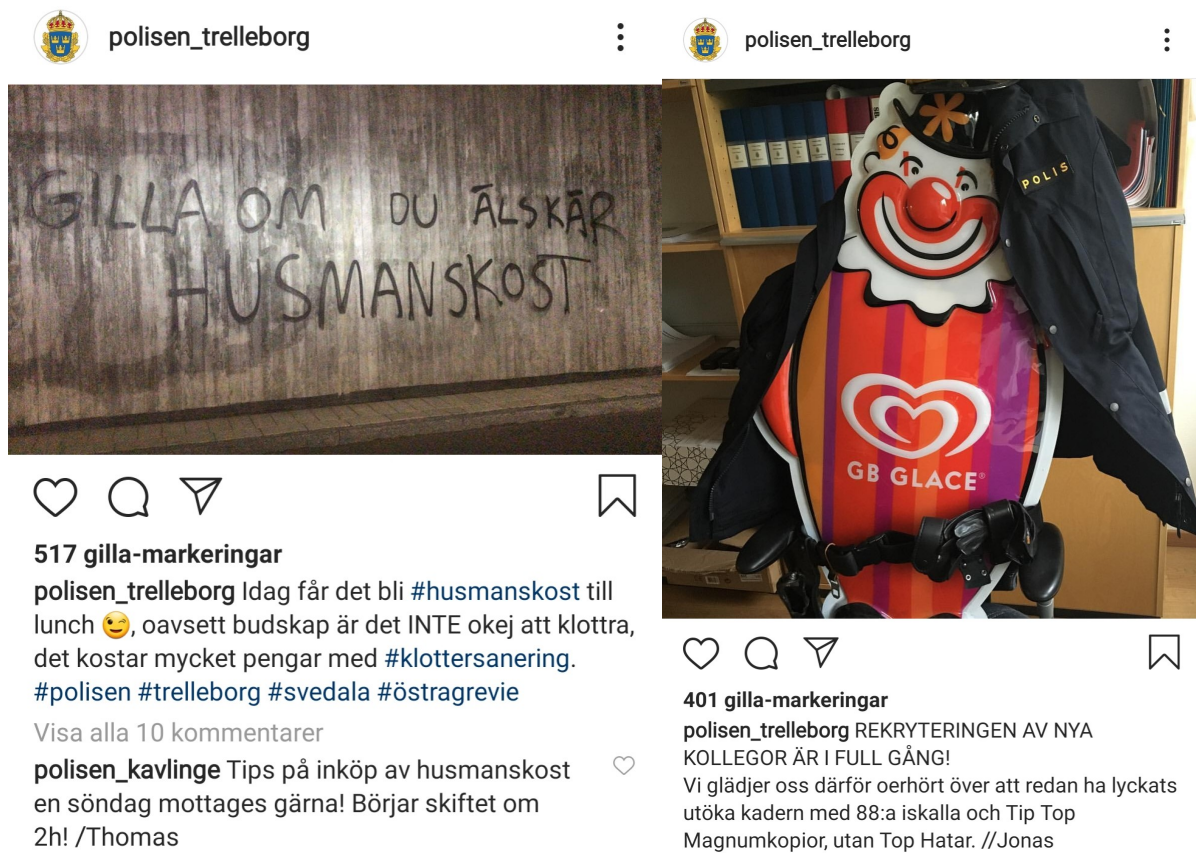 polisen_trelleborg
GILLA OM DU ÄLSKÄR
HUSMANSKOST
517 gilla-markeringar
polisen_trelleborg Idag får det bli #husmanskost till
lunch 😉, oavsett budskap är det INTE okej att klottra,
det kostar mycket pengar med #klottersanering.
#polisen #trelleborg #svedala #östragrevie
Visa alla 10 kommentarer
polisen_kavlinge Tips på inköp av husmanskost
en söndag mottages gärna! Börjar skiftet om
2h! /Thomas
polisen_trelleborg
POLIS
GB GLACE®
401 gilla-markeringar
polisen_trelleborg REKRYTERINGEN AV NYA
KOLLEGOR ÄR I FULL GÅNG!
Vi glädjer oss därför oerhört över att redan ha lyckats
utöka kadern med 88:a iskalla och Tip Top
Magnumkopior, utan Top Hatar. //Jonas